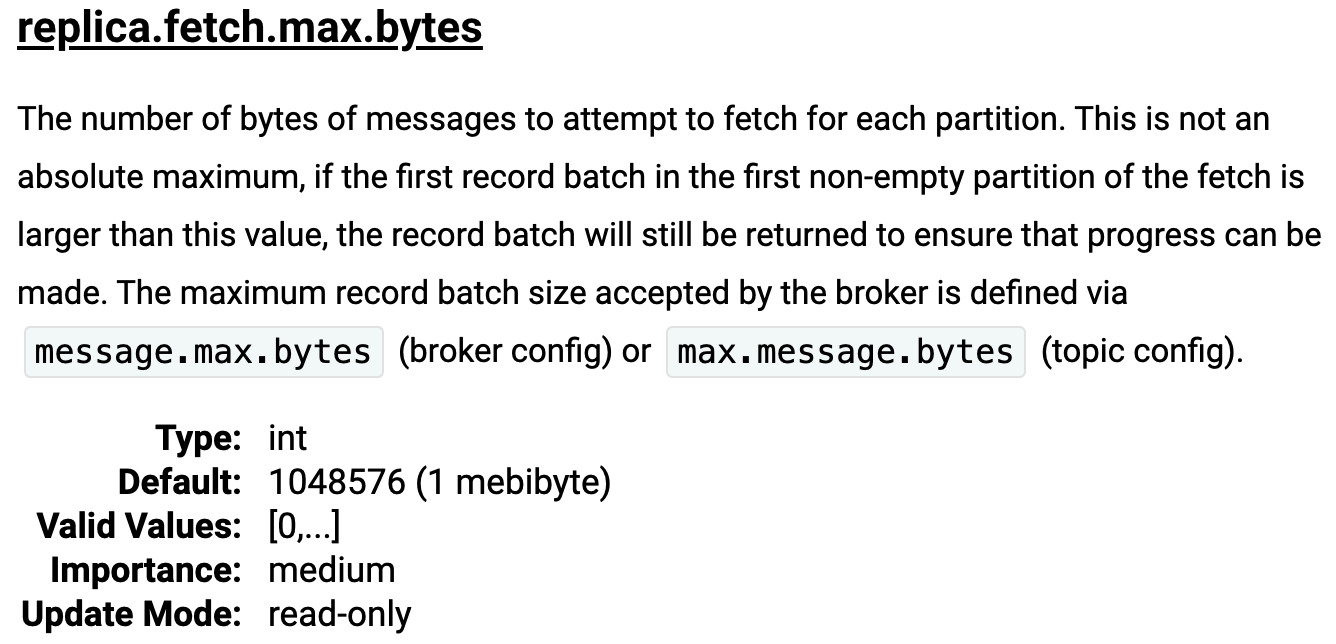 replica.fetch.max.bytes
The number of bytes of messages to attempt to fetch for each partition. This is not an
absolute maximum, if the first record batch in the first non-empty partition of the fetch is
larger than this value, the record batch will still be returned to ensure that progress can be
made. The maximum record batch size accepted by the broker is defined via
message.max.bytes (broker config) or max.message.bytes (topic config).
Type: int
Default: 1048576 (1 mebibyte)
Valid Values: [0,...]
Importance: medium
Update Mode: read-only